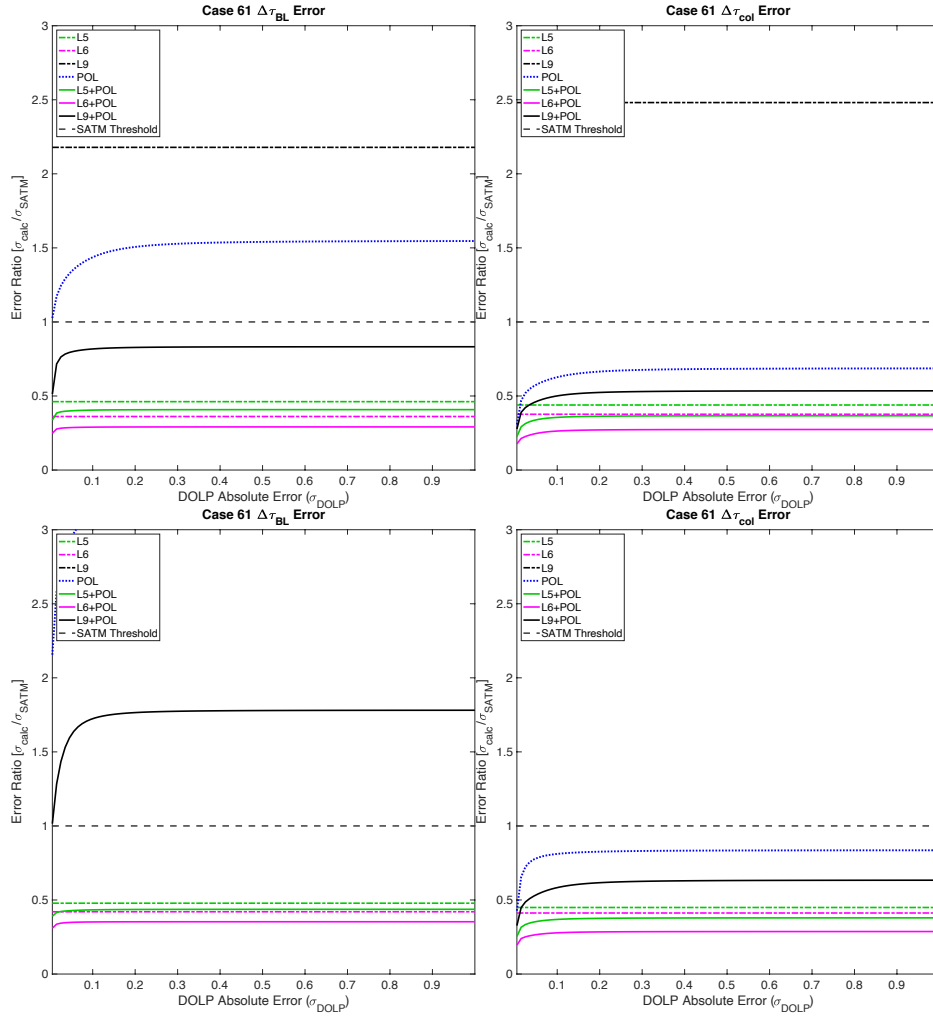 Case 61 Δτ_BL Error
3
2.5
2
1.5
1
0.5
0
0.1 0.2 0.3 0.4 0.5 0.6 0.7 0.8 0.9
DOLP Absolute Error (σ_DOLP)
Error Ratio [σ_calc/σ_SATM]
L5
L6
L9
POL
L5+POL
L6+POL
L9+POL
SATM Threshold
Case 61 Δτ_col Error
3
2.5
2
1.5
1
0.5
0
0.1 0.2 0.3 0.4 0.5 0.6 0.7 0.8 0.9
DOLP Absolute Error (σ_DOLP)
Error Ratio [σ_calc/σ_SATM]
L5
L6
L9
POL
L5+POL
L6+POL
L9+POL
SATM Threshold
Case 61 Δτ_BL Error
3
2.5
2
1.5
1
0.5
0
0.1 0.2 0.3 0.4 0.5 0.6 0.7 0.8 0.9
DOLP Absolute Error (σ_DOLP)
Error Ratio [σ_calc/σ_SATM]
L5
L6
L9
POL
L5+POL
L6+POL
L9+POL
SATM Threshold
Case 61 Δτ_col Error
3
2.5
2
1.5
1
0.5
0
0.1 0.2 0.3 0.4 0.5 0.6 0.7 0.8 0.9
DOLP Absolute Error (σ_DOLP)
Error Ratio [σ_calc/σ_SATM]
L5
L6
L9
POL
L5+POL
L6+POL
L9+POL
SATM Threshold